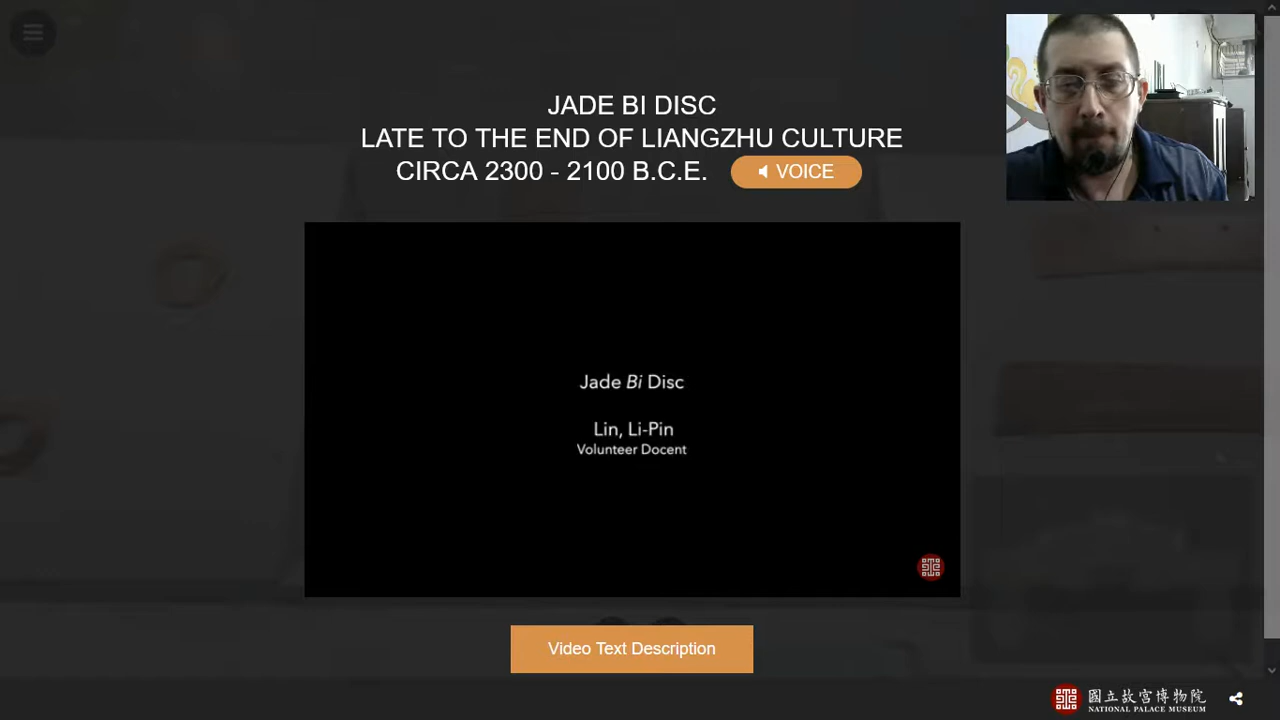 JADE BI DISC
LATE TO THE END OF LIANGZHU CULTURE
CIRCA 2300 - 2100 B.C.E.
VOICE
Jade Bi Disc
Lin, Li-Pin
Volunteer Docent
Video Text Description
國立故宮博物院
NATIONAL PALACE MUSEUM